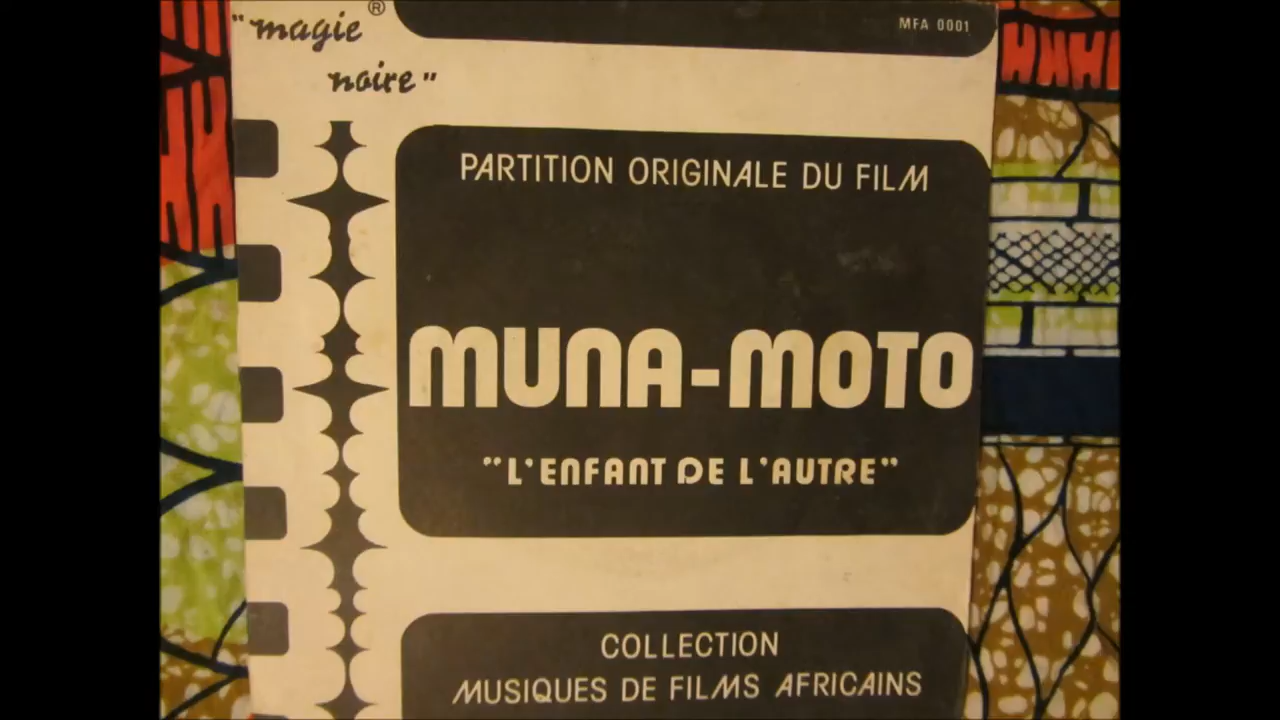 "magie®
noire"
MFA 0001
PARTITION ORIGINALE DU FILM
MUNA-MOTO
"L'ENFANT DE L'AUTRE"
COLLECTION
MUSIQUES DE FILMS AFRICAINS